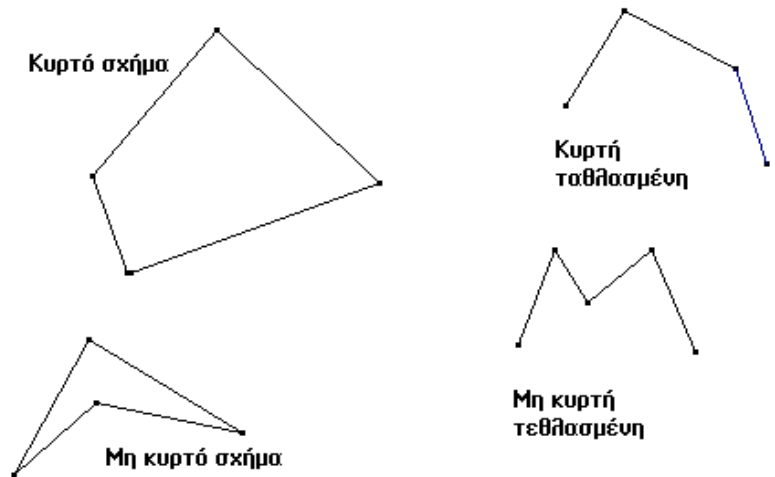 Κυρτό σχήμα
Κυρτή
ταθλασμένη
Μη κυρτή
τεθλασμένη
Μη κυρτό σχήμα